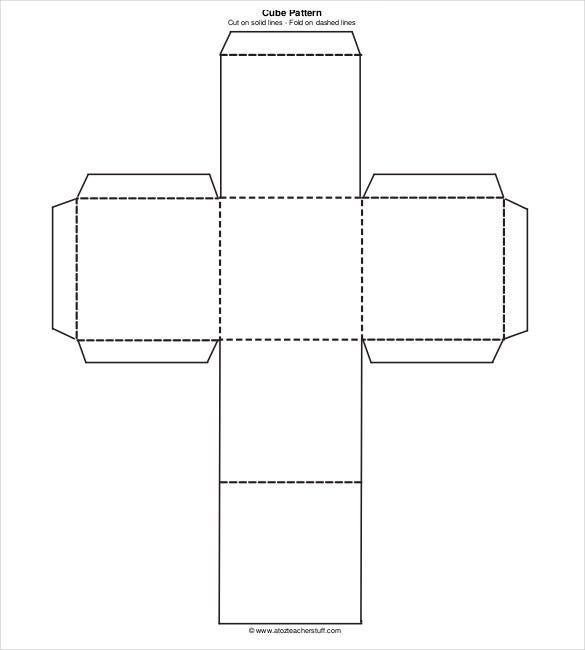 Cube Pattern
Cut on solid lines - Fold on dashed lines
© www.atozteacherstuff.com